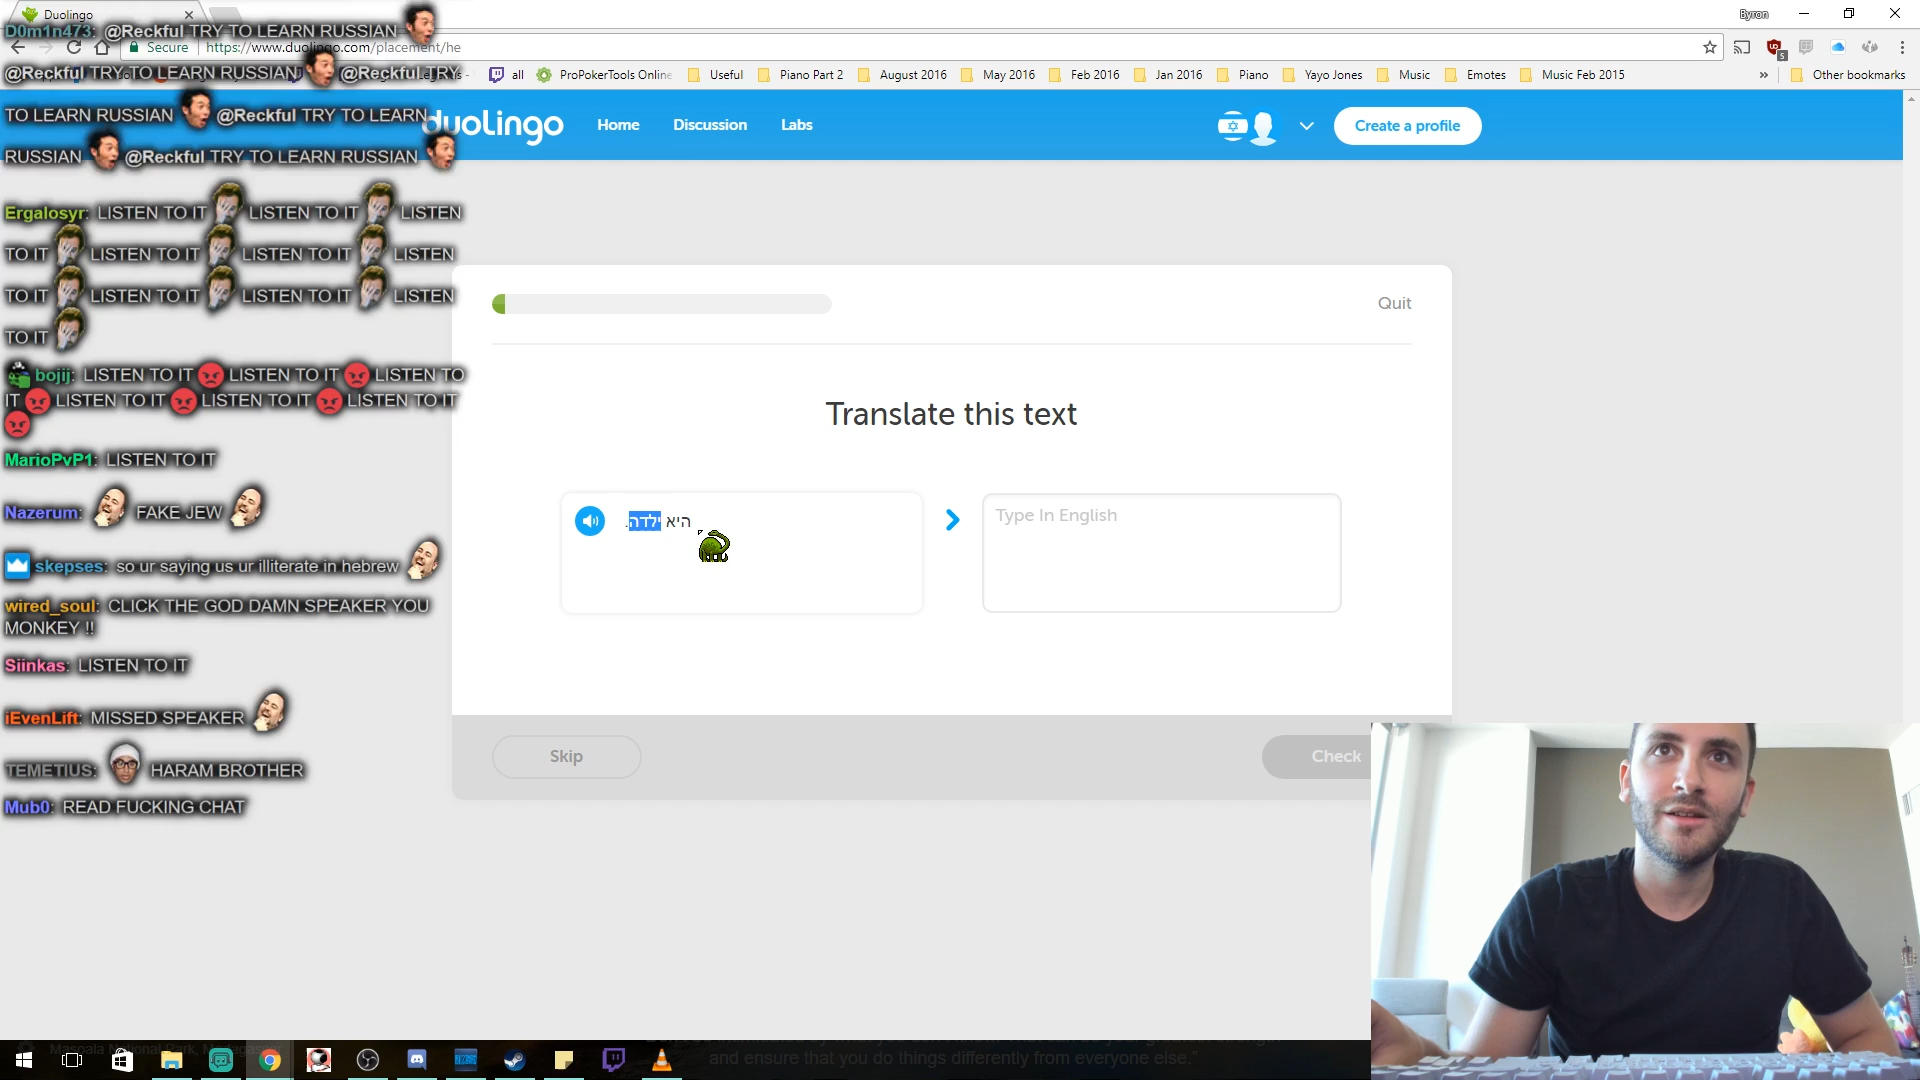 Duolingo
Byron
Secure
https://www.duolingo.com/placement/he
all
ProPokerTools Online
Useful
Piano Part 2
August 2016
May 2016
Feb 2016
Jan 2016
Piano
Yayo Jones
Music
Emotes
Music Feb 2015
»
Other bookmarks
D0m1n473: @Reckful TRY TO LEARN RUSSIAN
@Reckful TRY TO LEARN RUSSIAN @Reckful TRY
TO LEARN RUSSIAN @Reckful TRY TO LEARN
RUSSIAN @Reckful TRY TO LEARN RUSSIAN
Ergalosyr: LISTEN TO IT LISTEN TO IT LISTEN
TO IT LISTEN TO IT LISTEN TO IT LISTEN
TO IT LISTEN TO IT LISTEN TO IT LISTEN
TO IT
bojij: LISTEN TO IT LISTEN TO IT LISTEN TO
IT LISTEN TO IT LISTEN TO IT LISTEN TO IT
MarioPvP1: LISTEN TO IT
Nazerum: FAKE JEW
skepses: so ur saying us ur illiterate in hebrew
wired_soul: CLICK THE GOD DAMN SPEAKER YOU
MONKEY !!
Siinkas: LISTEN TO IT
iEvenLift: MISSED SPEAKER
TEMETIUS: HARAM BROTHER
Mub0: READ FUCKING CHAT
duolingo
Home
Discussion
Labs
Create a profile
Quit
Translate this text
היא ילדה.
Type In English
Skip
Check
and ensure that you do things differently from everyone else."